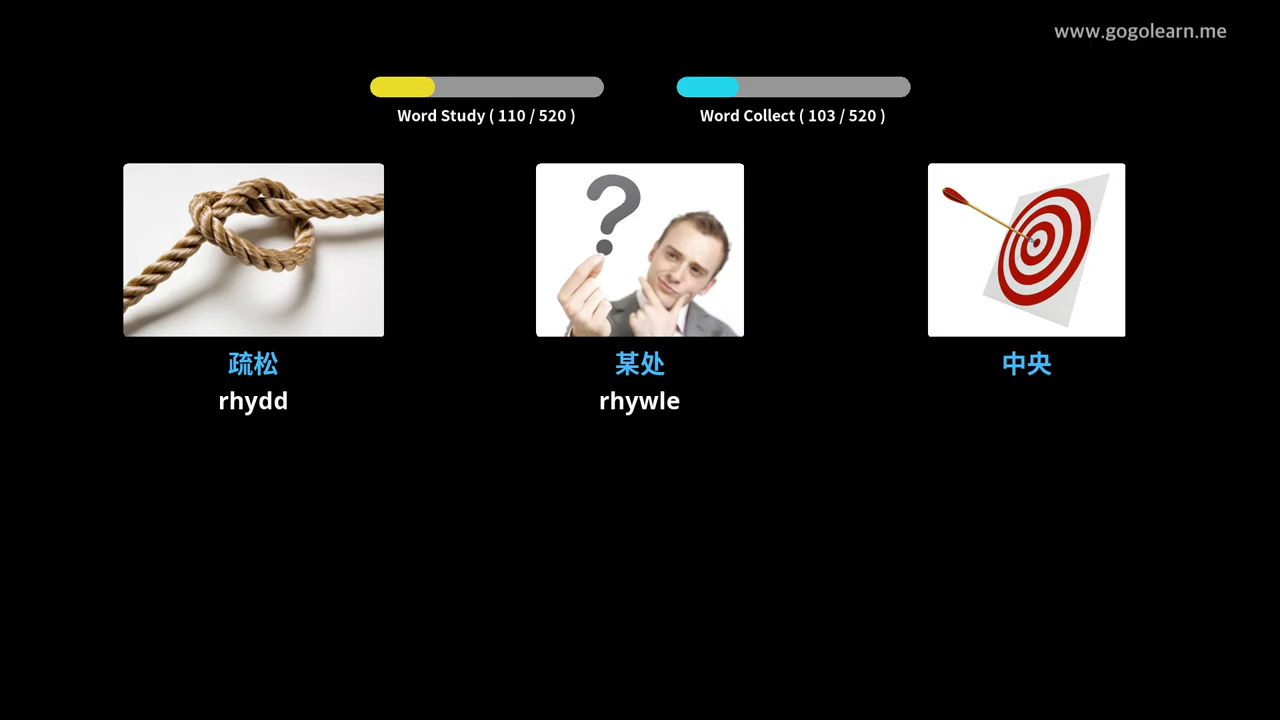 www.gogolearn.me
Word Study ( 110 / 520 )
Word Collect ( 103 / 520 )
疏松
某处
中央
rhydd
rhywle